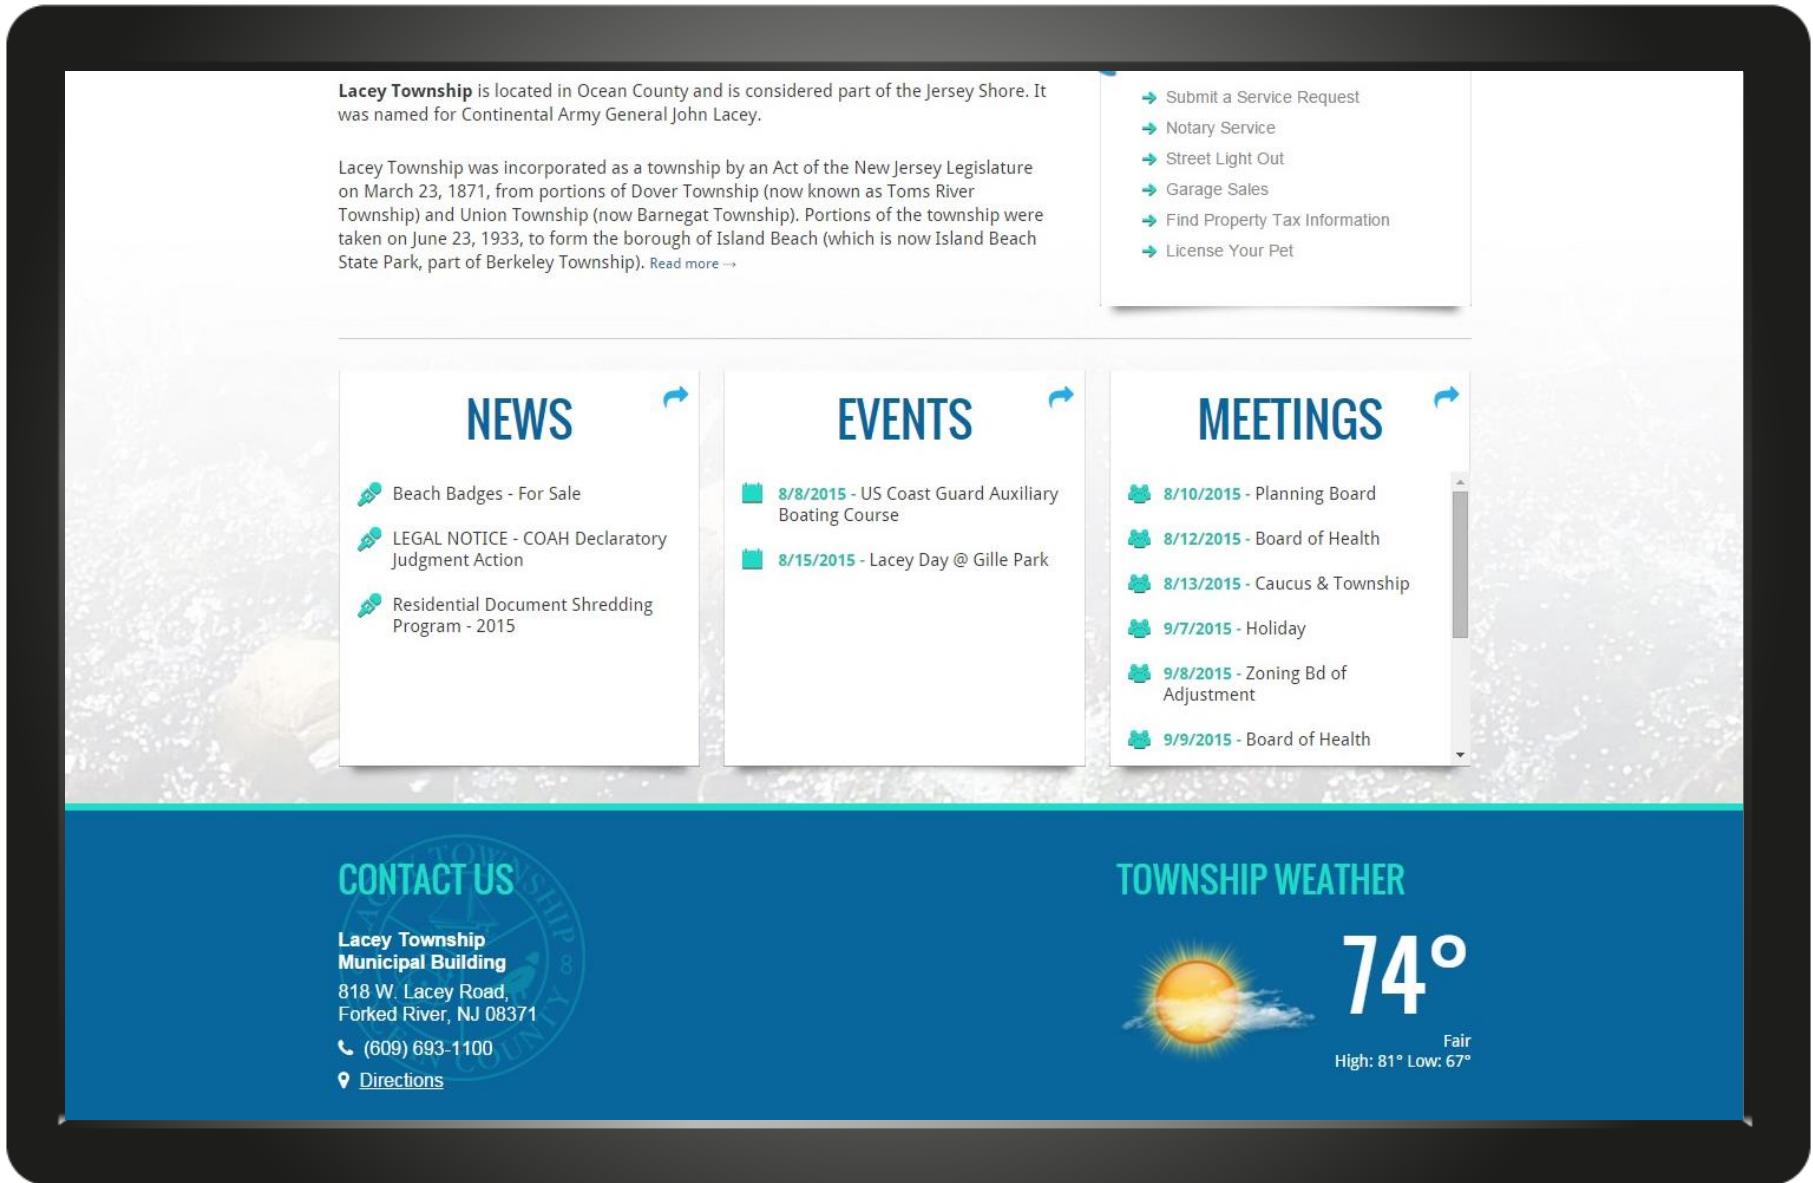 Lacey Township is located in Ocean County and is considered part of the Jersey Shore. It
was named for Continental Army General John Lacey.
Lacey Township was incorporated as a township by an Act of the New Jersey Legislature
on March 23, 1871, from portions of Dover Township (now known as Toms River
Township) and Union Township (now Barnegat Township). Portions of the township were
taken on June 23, 1933, to form the borough of Island Beach (which is now Island Beach
State Park, part of Berkeley Township). Read more →
Submit a Service Request
Notary Service
Street Light Out
Garage Sales
Find Property Tax Information
License Your Pet
NEWS
Beach Badges - For Sale
LEGAL NOTICE - COAH Declaratory
Judgment Action
Residential Document Shredding
Program - 2015
EVENTS
8/8/2015 - US Coast Guard Auxiliary
Boating Course
8/15/2015 - Lacey Day @ Gille Park
MEETINGS
8/10/2015 - Planning Board
8/12/2015 - Board of Health
8/13/2015 - Caucus & Township
9/7/2015 - Holiday
9/8/2015 - Zoning Bd of
Adjustment
9/9/2015 - Board of Health
CONTACT US
Lacey Township
Municipal Building
818 W. Lacey Road,
Forked River, NJ 08371
(609) 693-1100
Directions
TOWNSHIP WEATHER
74°
Fair
High: 81° Low: 67°